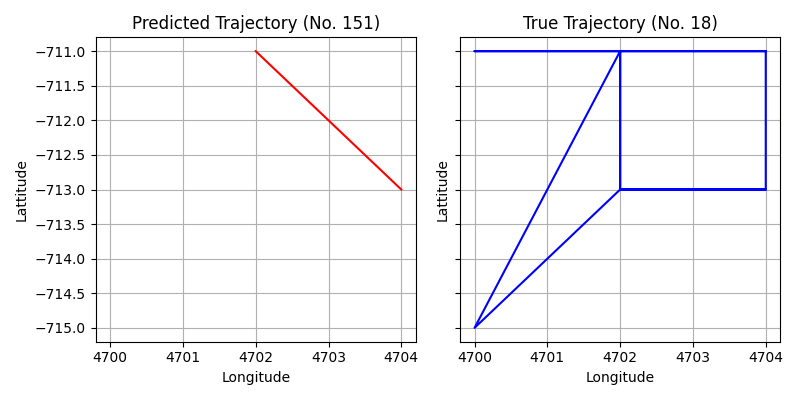 Predicted Trajectory (No. 151)
True Trajectory (No. 18)
−711.0
−711.5
−712.0
−712.5
−713.0
−713.5
−714.0
−714.5
−715.0
Lattitude
Lattitude
4700 4701 4702 4703 4704
4700 4701 4702 4703 4704
Longitude
Longitude